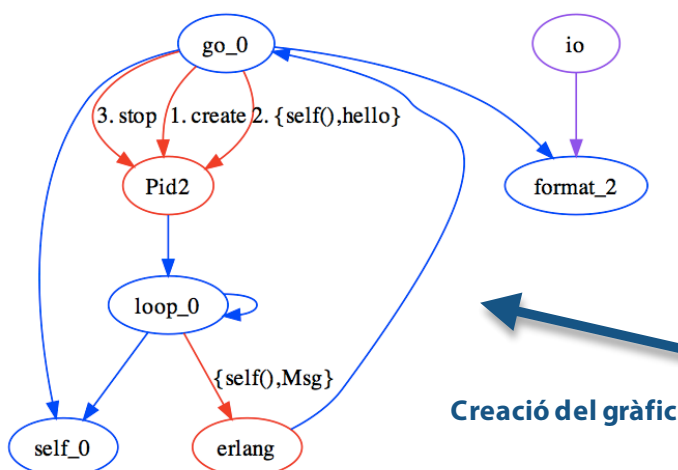 go_0
io
3. stop
1. create
2. {self(),hello}
Pid2
format_2
loop_0
{self(),Msg}
Creació del gràfic
self_0
erlang